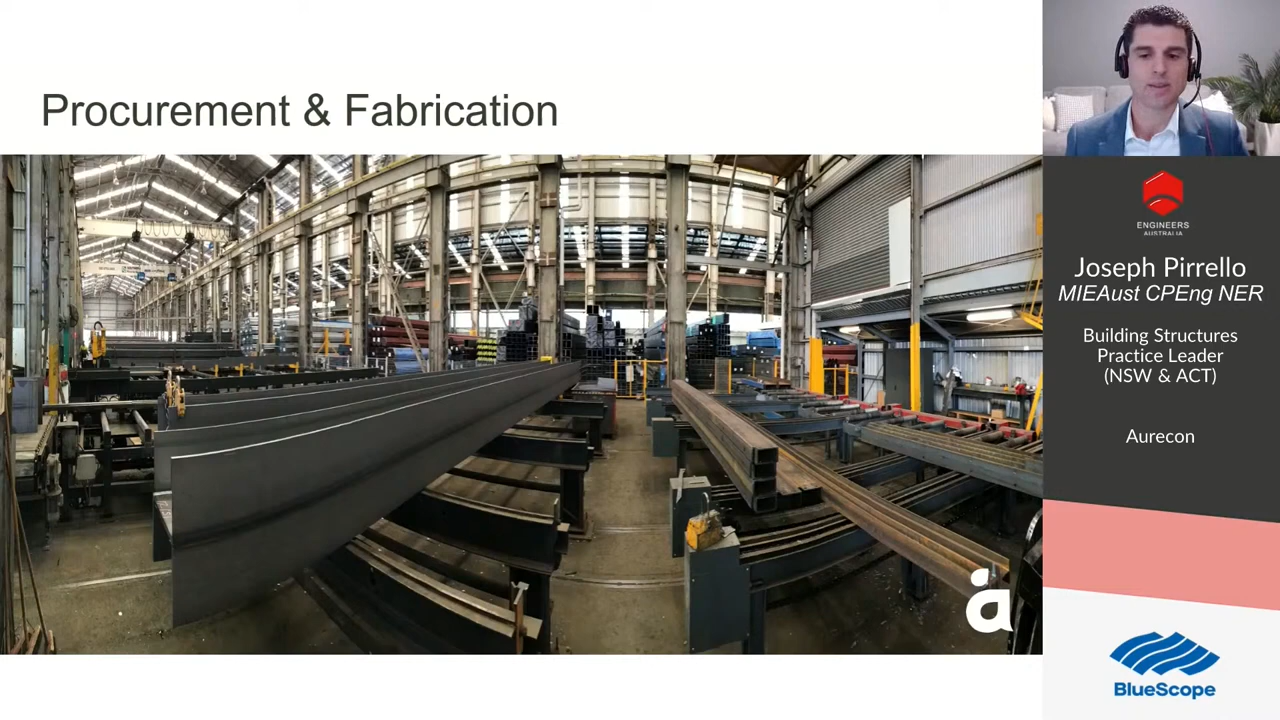 Procurement & Fabrication
ENGINEERS
AUSTRALIA
Joseph Pirrello
MIEAust CPEng NER
Building Structures
Practice Leader
(NSW & ACT)
Aurecon
a
BlueScope